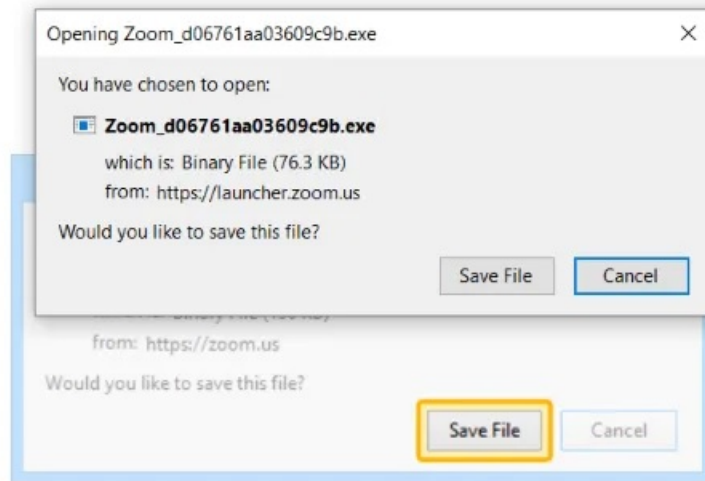 Opening Zoom_d06761aa03609c9b.exe
You have chosen to open:
Zoom_d06761aa03609c9b.exe
which is: Binary File (76.3 KB)
from: https://launcher.zoom.us
Would you like to save this file?
Save File Cancel
from: https://zoom.us
Would you like to save this file?
Save File Cancel